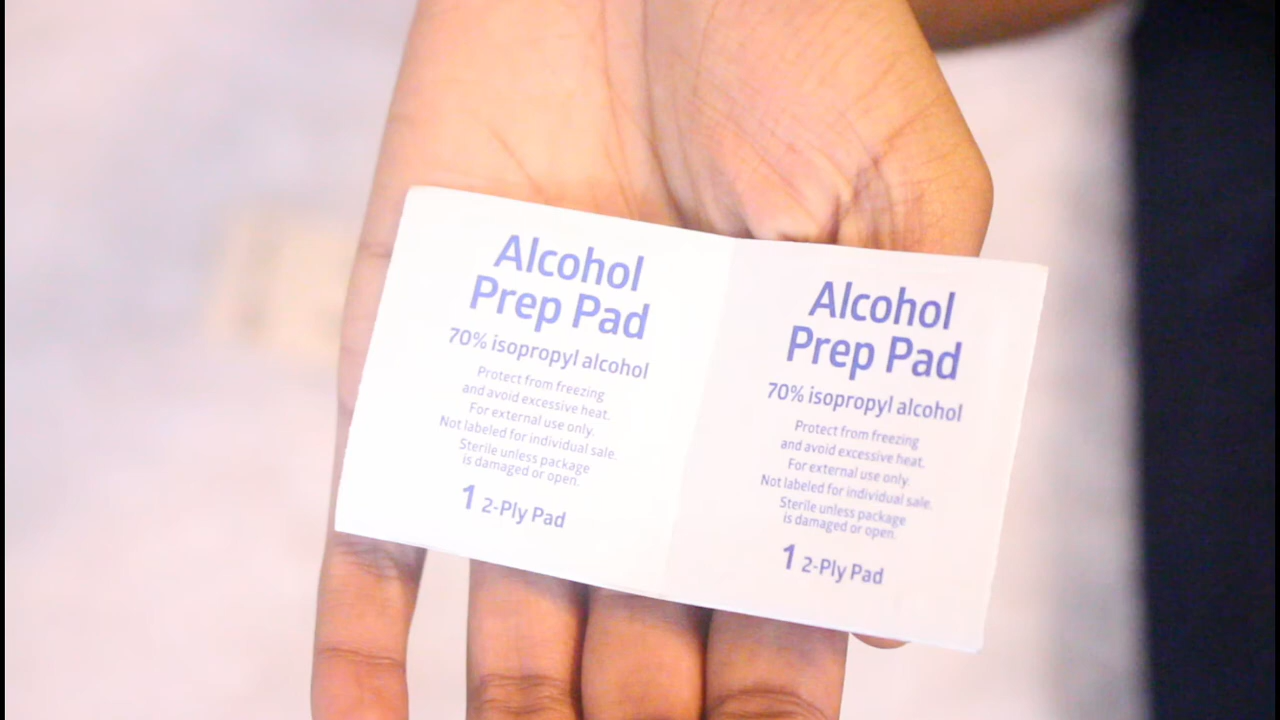 Alcohol
Prep Pad
70% isopropyl alcohol
Protect from freezing
and avoid excessive heat.
For external use only.
Not labeled for individual sale.
Sterile unless package
is damaged or open.
1 2-Ply Pad
Alcohol
Prep Pad
70% isopropyl alcohol
Protect from freezing
and avoid excessive heat.
For external use only.
Not labeled for individual sale.
Sterile unless package
is damaged or open.
1 2-Ply Pad